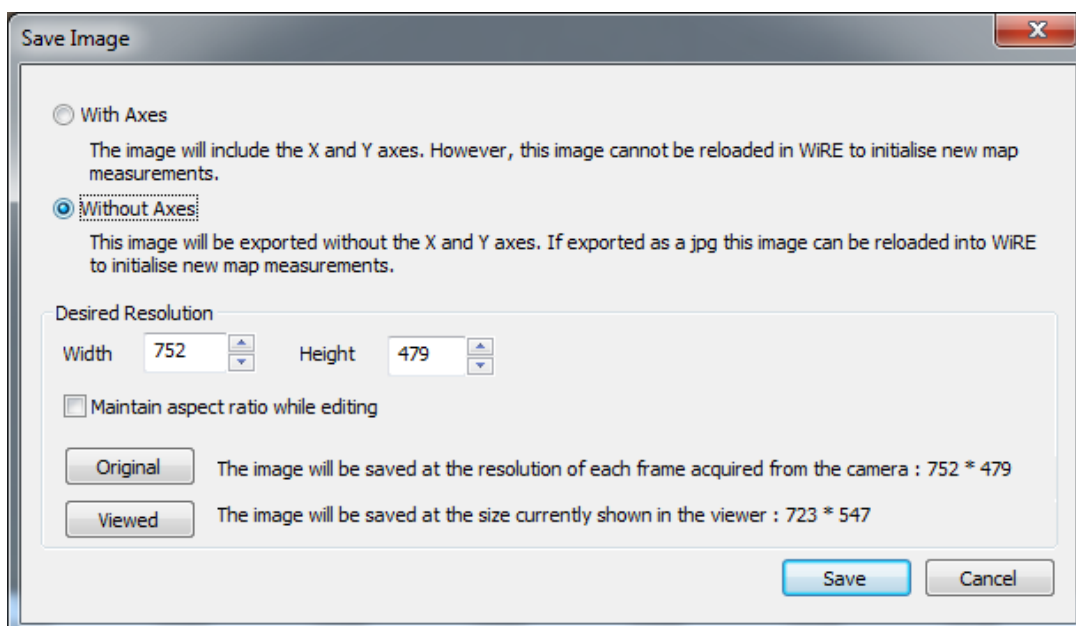 Save Image
With Axes
The image will include the X and Y axes. However, this image cannot be reloaded in WiRE to initialise new map
measurements.
Without Axes
This image will be exported without the X and Y axes. If exported as a jpg this image can be reloaded into WiRE
to initialise new map measurements.
Desired Resolution
Width 752 Height 479
Maintain aspect ratio while editing
Original The image will be saved at the resolution of each frame acquired from the camera : 752 * 479
Viewed The image will be saved at the size currently shown in the viewer : 723 * 547
Save Cancel